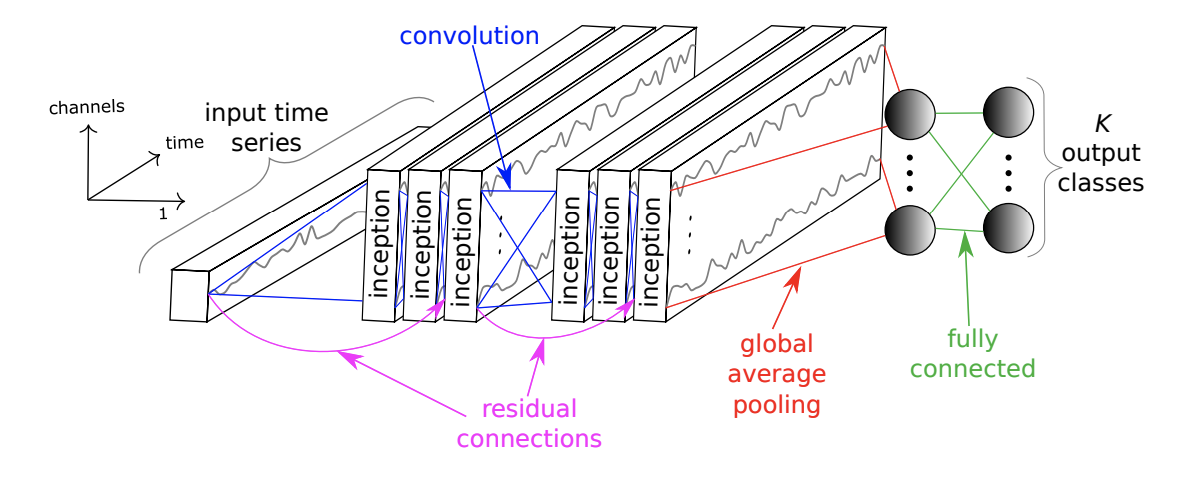 convolution
channels
time
1
input time
series
inception
inception
inception
inception
inception
inception
K
output
classes
global
average
pooling
fully
connected
residual
connections